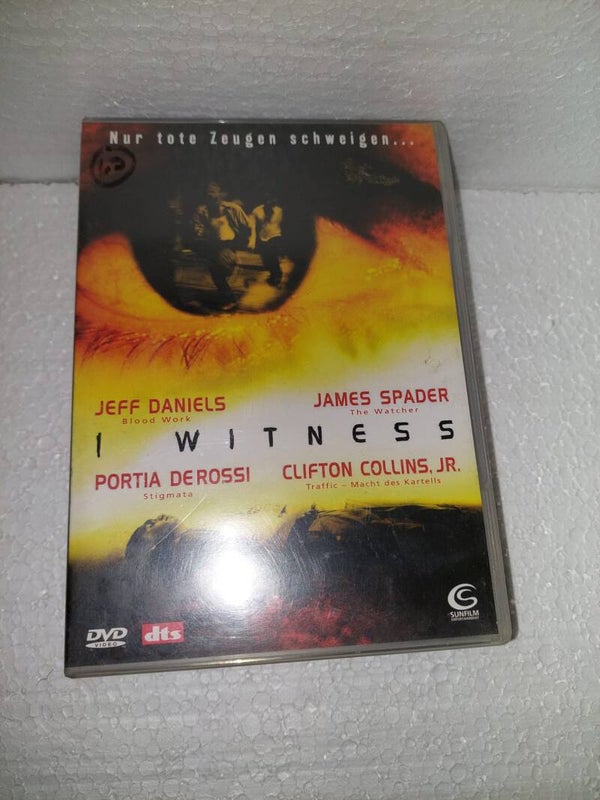 Nur tote Zeugen schweigen...
JEFF DANIELS
Blood Work
JAMES SPADER
The Watcher
I WITNESS
PORTIA DEROSSI
Stigmata
CLIFTON COLLINS, JR.
Traffic – Macht des Kartells
DVD
VIDEO
dts
SUNFILM
ENTERTAINMENT